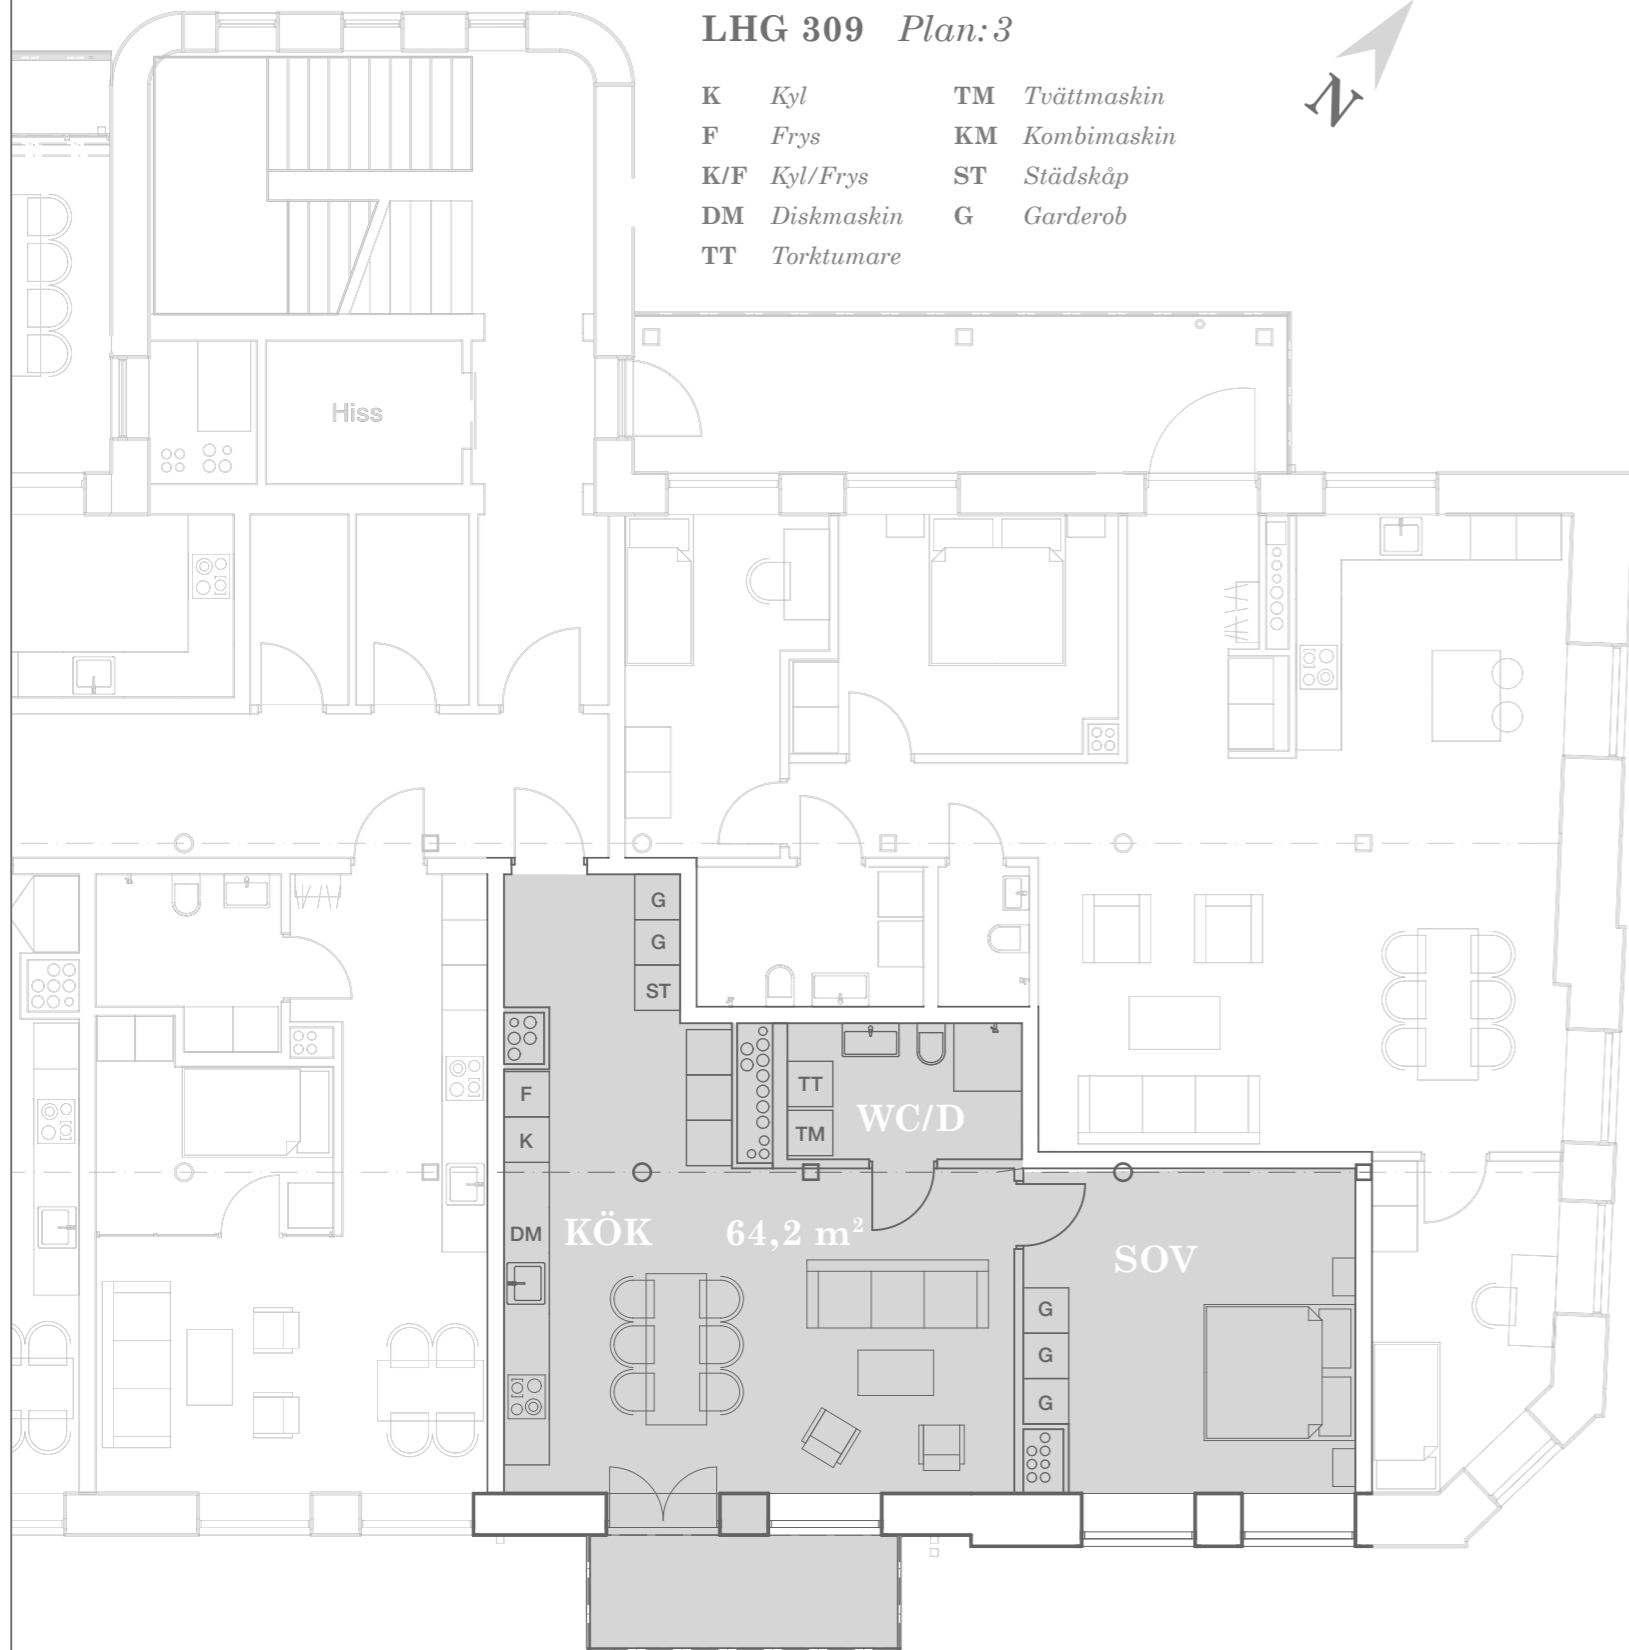 LHG 309 Plan: 3
K Kyl TM Tvättmaskin
F Frys KM Kombimaskin
K/F Kyl/Frys ST Städskåp
DM Diskmaskin G Garderob
TT Torktumare
N
Hiss
G
G
ST
F
TT
K
TM
WC/D
DM
KÖK 64,2 m²
SOV
G
G
G